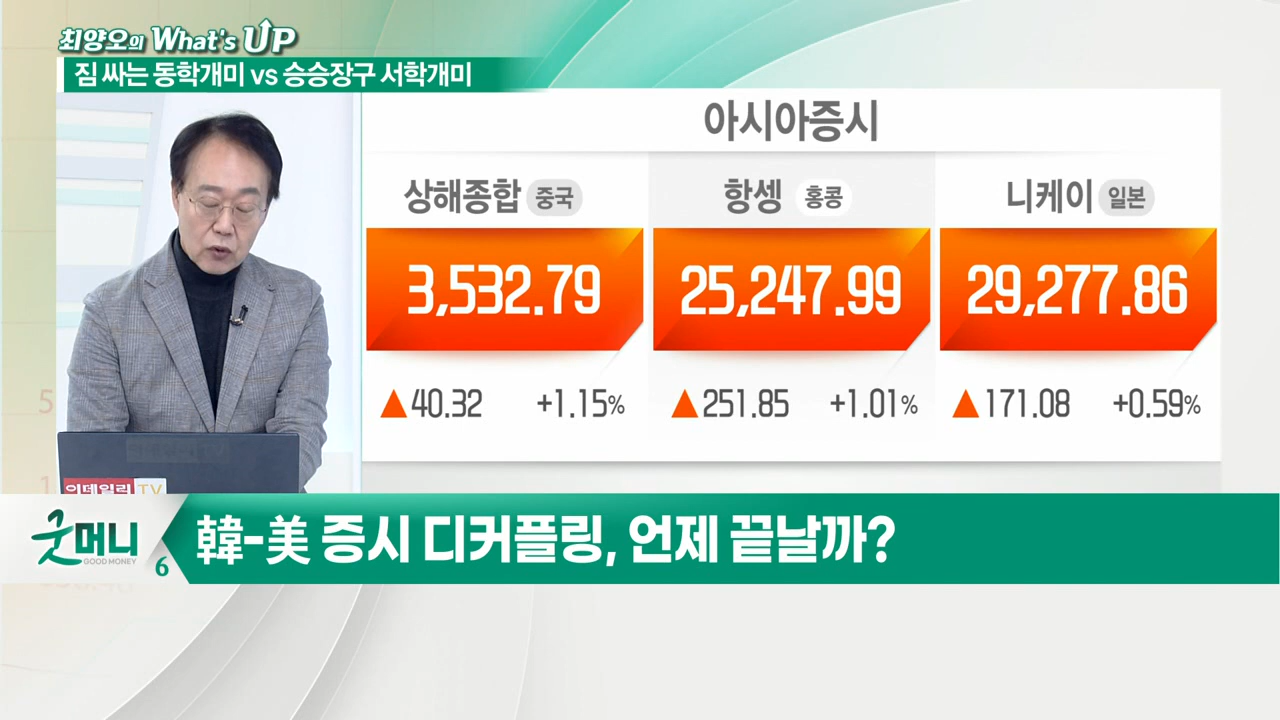 최양오의 What's UP
짐 싸는 동학개미 vs 승승장구 서학개미
아시아증시
상해종합 중국
항셍 홍콩
니케이 일본
3,532.79
25,247.99
29,277.86
▲40.32 +1.15%
▲251.85 +1.01%
▲171.08 +0.59%
이데일리 TV
굿머니
GOOD MONEY
6
韓-美 증시 디커플링, 언제 끝날까?